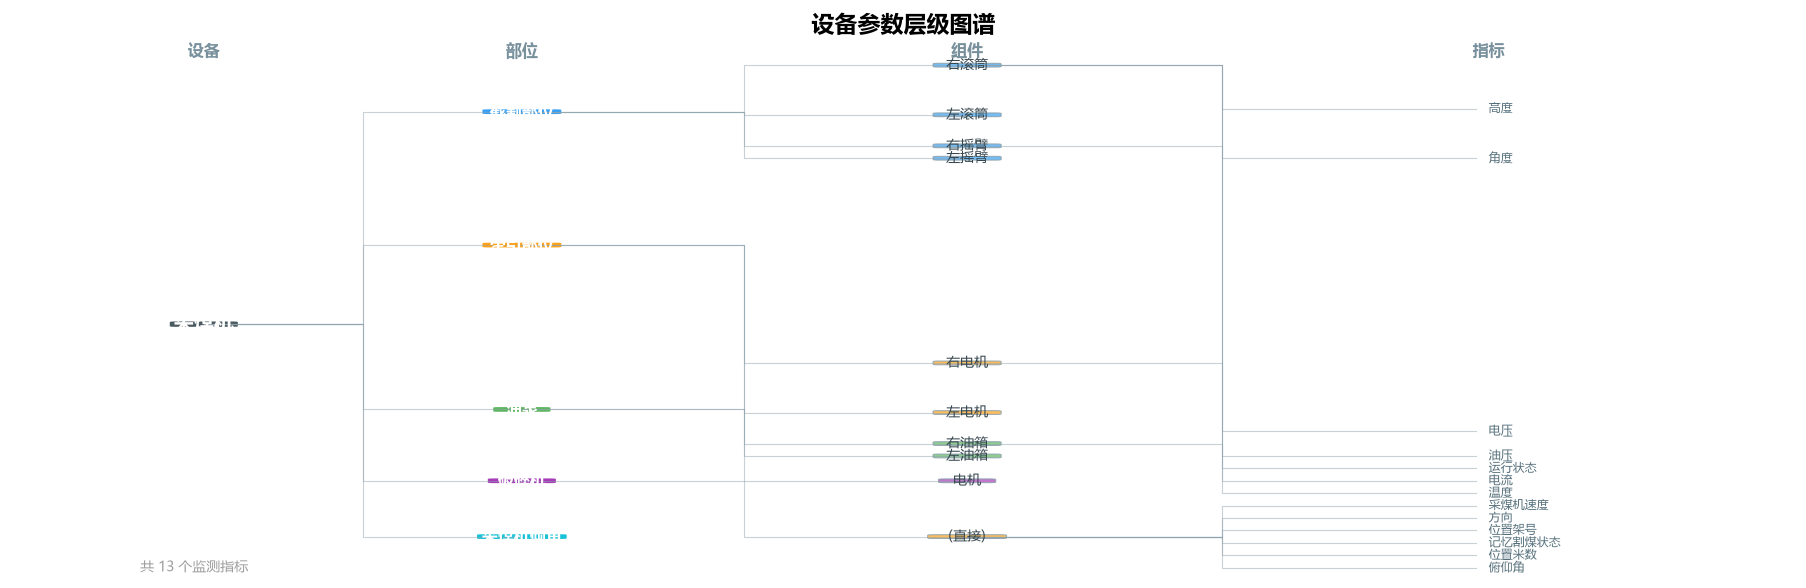 设备参数层级图谱
设备
部位
组件
指标
右滚筒
左滚筒
右摇臂
左摇臂
右电机
左电机
右油箱
左油箱
电机
(直接)
高度
角度
电压
油压
运行状态
电流
温度
采煤机速度
方向
位置架号
记忆割煤状态
位置米数
俯仰角
共 13 个监测指标